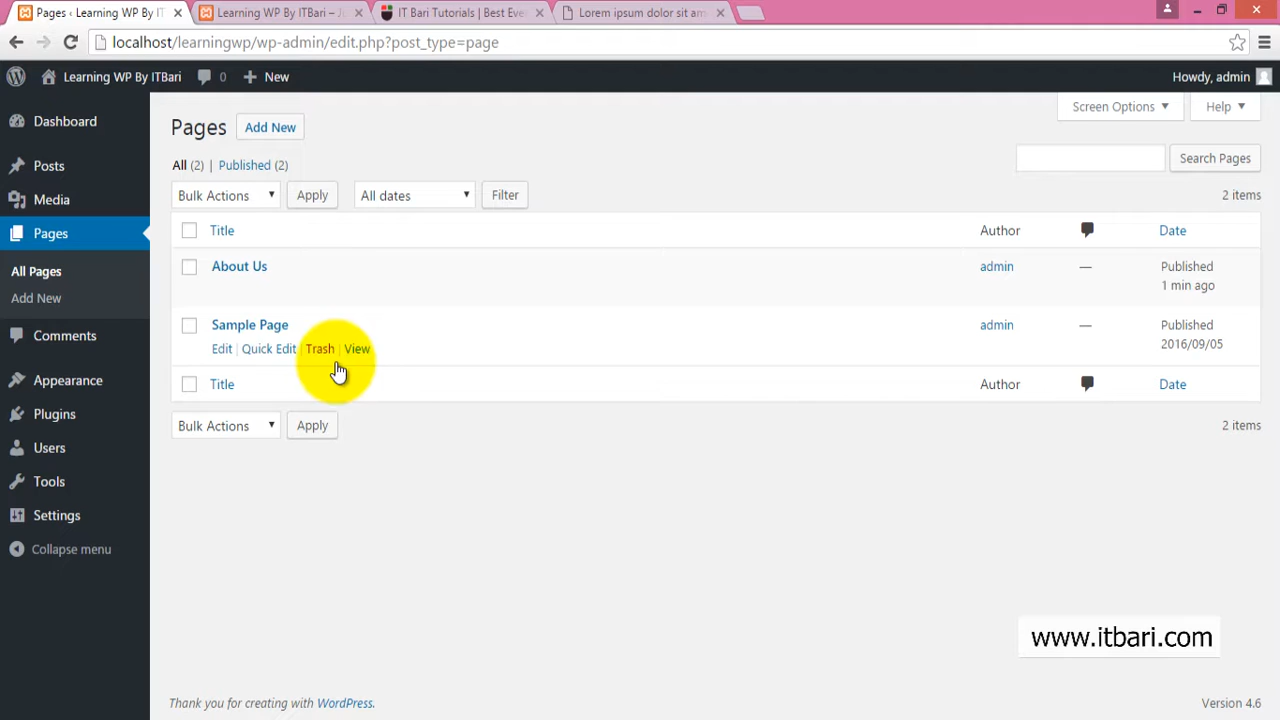 Pages ‹ Learning WP By IT
Learning WP By ITBari – Ju
IT Bari Tutorials | Best Eve
Lorem ipsum dolor sit am
localhost/learningwp/wp-admin/edit.php?post_type=page
Learning WP By ITBari 0 + New Howdy, admin
Dashboard
Posts
Media
Pages
All Pages
Add New
Comments
Appearance
Plugins
Users
Tools
Settings
Collapse menu
Screen Options Help
Pages Add New
All (2) | Published (2)
Search Pages
Bulk Actions Apply All dates Filter 2 items
Title Author Date
About Us admin — Published
1 min ago
Sample Page admin — Published
Edit | Quick Edit | Trash | View 2016/09/05
Title Author Date
Bulk Actions Apply 2 items
www.itbari.com
Thank you for creating with WordPress. Version 4.6